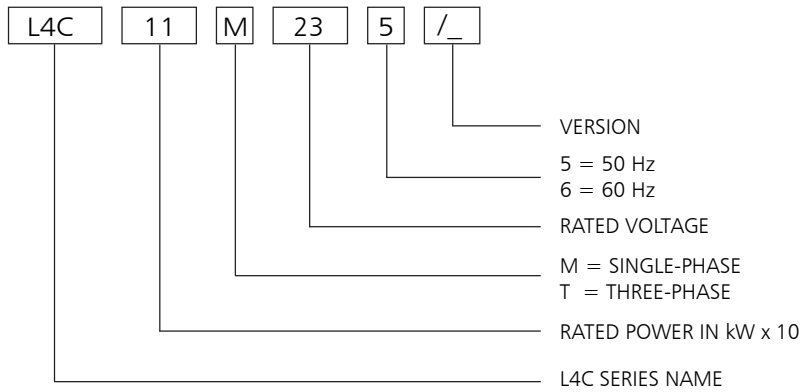 L4C 11 M 23 5 /_
VERSION
5 = 50 Hz
6 = 60 Hz
RATED VOLTAGE
M = SINGLE-PHASE
T = THREE-PHASE
RATED POWER IN kW x 10
L4C SERIES NAME